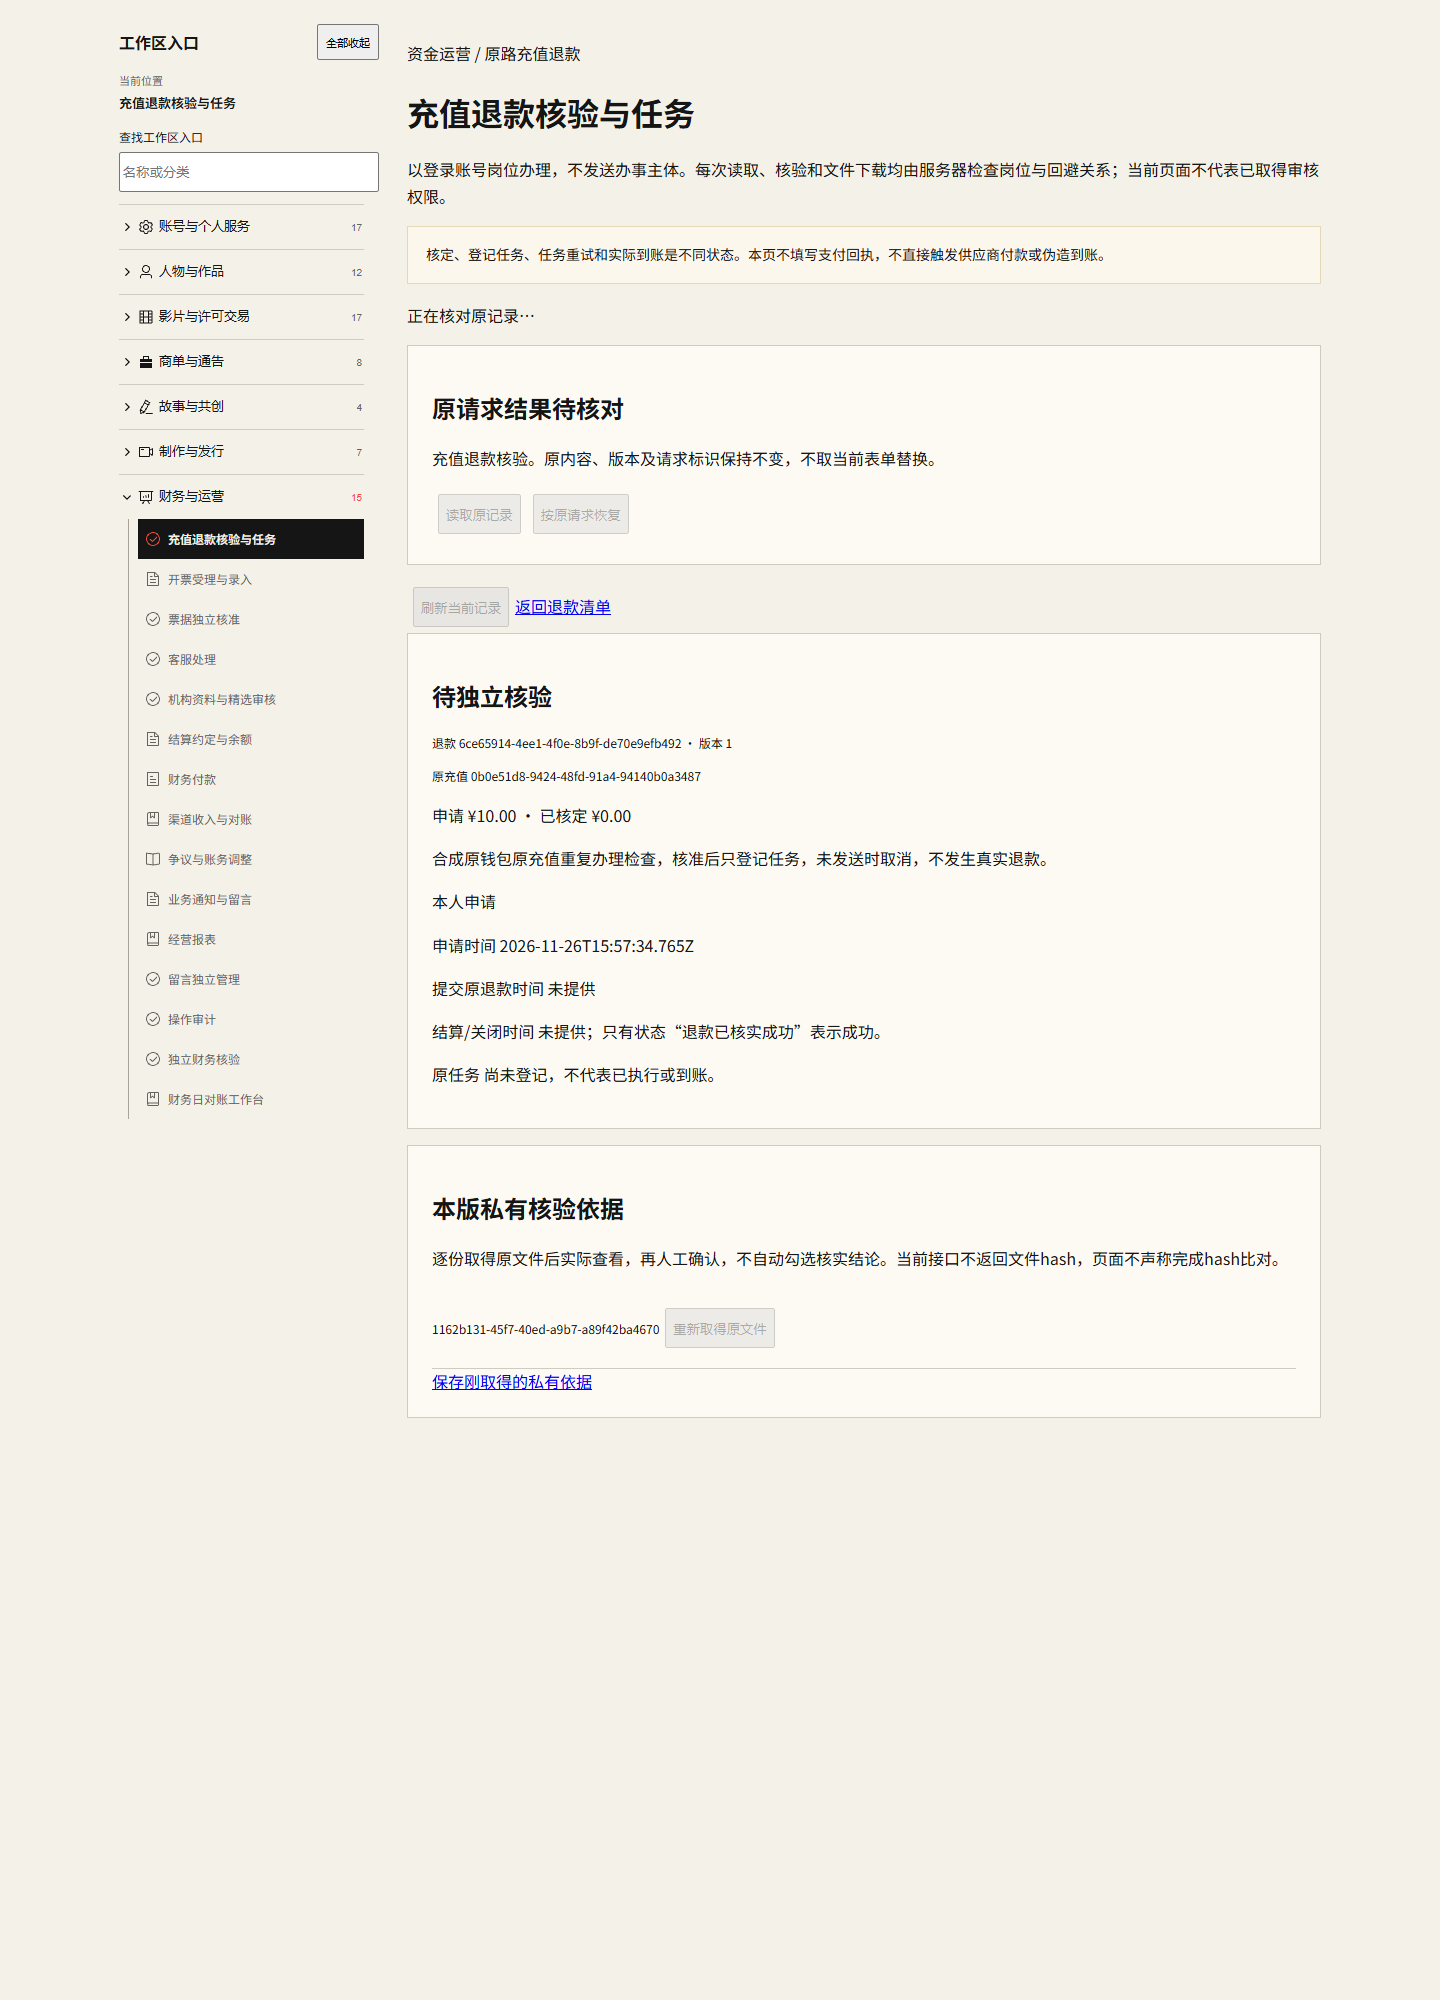 工作区入口
全部收起
当前位置
充值退款核验与任务
查找工作区入口
名称或分类
账号与个人服务 17
人物与作品 12
影片与许可交易 17
商单与通告 8
故事与共创 4
制作与发行 7
财务与运营 15
充值退款核验与任务
开票受理与录入
票据独立核准
客服处理
机构资料与精选审核
结算约定与余额
财务付款
渠道收入与对账
争议与账务调整
业务通知与留言
经营报表
留言独立管理
操作审计
独立财务核验
财务日对账工作台
资金运营 / 原路充值退款
充值退款核验与任务
以登录账号岗位办理，不发送办事主体。每次读取、核验和文件下载均由服务器检查岗位与回避关系；当前页面不代表已取得审核
权限。
核定、登记任务、任务重试和实际到账是不同状态。本页不填写支付回执，不直接触发供应商付款或伪造到账。
正在核对原记录…
原请求结果待核对
充值退款核验。原内容、版本及请求标识保持不变，不取当前表单替换。
读取原记录 按原请求恢复
刷新当前记录 返回退款清单
待独立核验
退款 6ce65914-4ee1-4f0e-8b9f-de70e9efb492 · 版本 1
原充值 0b0e51d8-9424-48fd-91a4-94140b0a3487
申请 ¥10.00 · 已核定 ¥0.00
合成原钱包原充值重复办理检查，核准后只登记任务，未发送时取消，不发生真实退款。
本人申请
申请时间 2026-11-26T15:57:34.765Z
提交原退款时间 未提供
结算/关闭时间 未提供；只有状态“退款已核实成功”表示成功。
原任务 尚未登记，不代表已执行或到账。
本版私有核验依据
逐份取得原文件后实际查看，再人工确认，不自动勾选核实结论。当前接口不返回文件hash，页面不声称完成hash比对。
1162b131-45f7-40ed-a9b7-a89f42ba4670 重新取得原文件
保存刚取得的私有依据